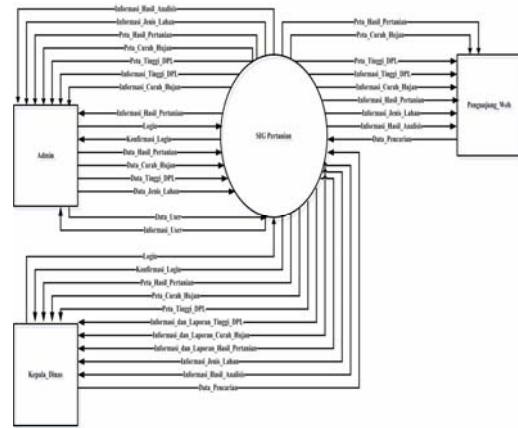 Informasi_Hasil_Analisis
Informasi_Jenis_Lahan
Peta_Hasil_Pertanian
Peta_Curah_Hujan
Peta_Tinggi_DPL
Informasi_Tinggi_DPL
Informasi_Curah_Hujan
Informasi_Hasil_Pertanian
Login
Konfirmasi_Login
Data_Hasil_Pertanian
Data_Curah_Hujan
Data_Tinggi_DPL
Data_Jenis_Lahan
Data_User
Informasi_User
Admin
SIG Pertanian
Peta_Hasil_Pertanian
Peta_Curah_Hujan
Peta_Tinggi_DPL
Informasi_Tinggi_DPL
Informasi_Curah_Hujan
Informasi_Hasil_Pertanian
Informasi_Jenis_Lahan
Informasi_Hasil_Analisis
Data_Pencarian
Pengunjung_Web
Login
Konfirmasi_Login
Peta_Hasil_Pertanian
Peta_Curah_Hujan
Peta_Tinggi_DPL
Informasi_dan_Laporan_Tinggi_DPL
Informasi_dan_Laporan_Curah_Hujan
Informasi_dan_Laporan_Hasil_Pertanian
Informasi_Jenis_Lahan
Informasi_Hasil_Analisis
Data_Pencarian
Kepala_Dinas